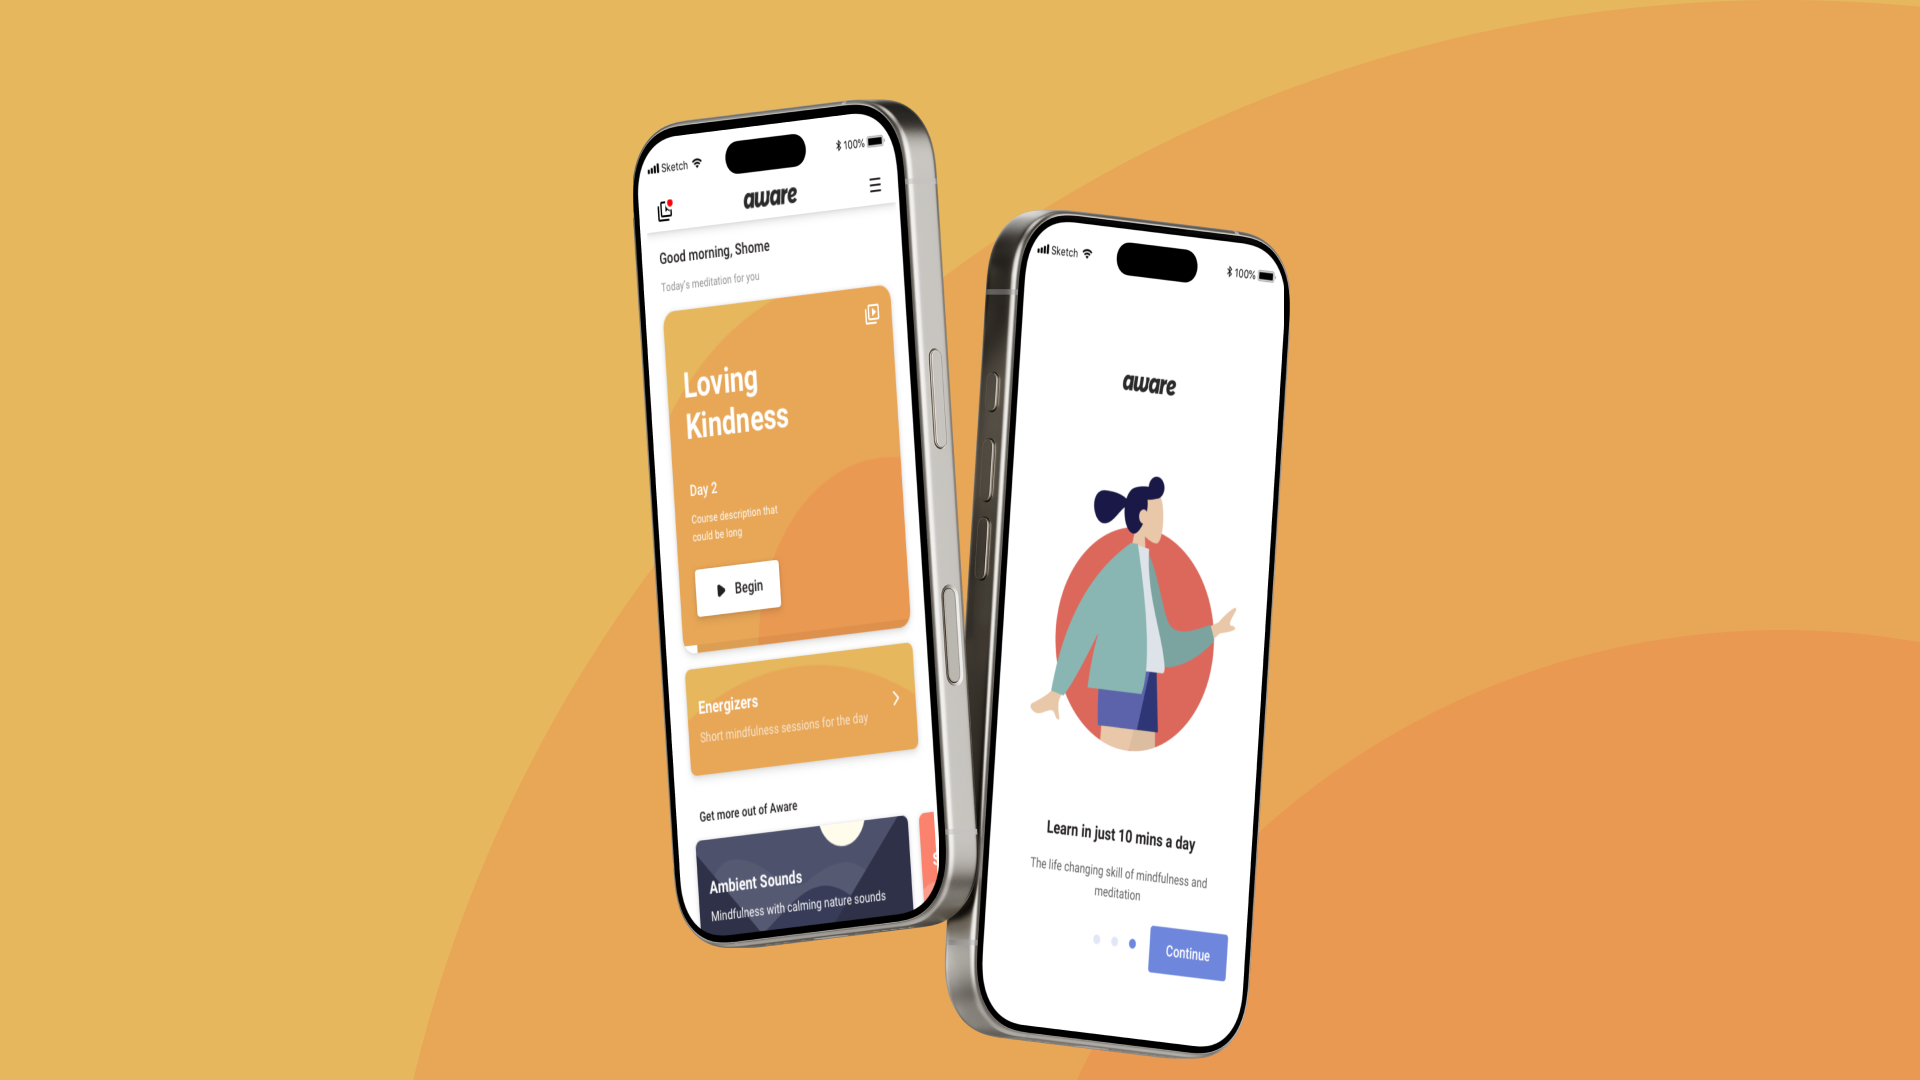 Sketch
100%
aware
Good morning, Shome
Today's meditation for you
Loving
Kindness
Day 2
Course description that
could be long
Begin
Energizers
Short mindfulness sessions for the day
Get more out of Aware
Ambient Sounds
Mindfulness with calming nature sounds
S
Sketch
100%
aware
Learn in just 10 mins a day
The life changing skill of mindfulness and
meditation
Continue